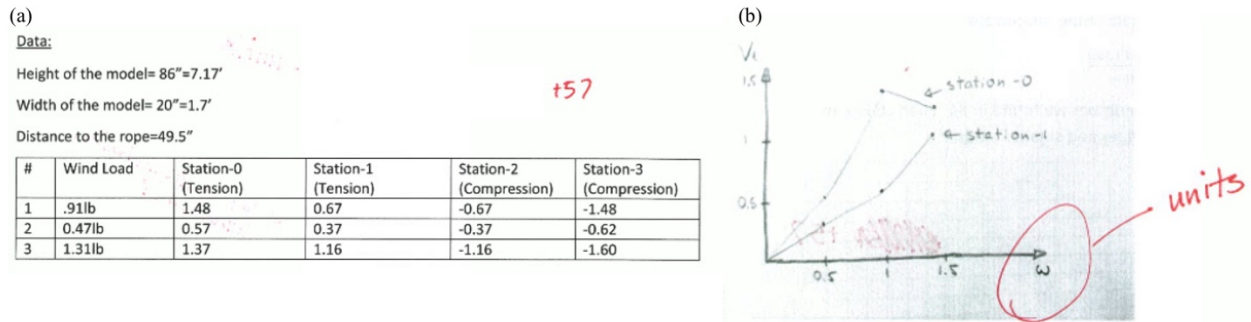 (a)
Data:
Height of the model= 86"=7.17'
+57
Width of the model= 20"=1.7'
Distance to the rope=49.5"
# Wind Load Station-0 (Tension) Station-1 (Tension) Station-2 (Compression) Station-3 (Compression)
1 .91lb 1.48 0.67 -0.67 -1.48
2 0.47lb 0.57 0.37 -0.37 -0.62
3 1.31lb 1.37 1.16 -1.16 -1.60
(b)
1.5
station-0
1
station-1
0.5
0.5 1 1.5 ω
units